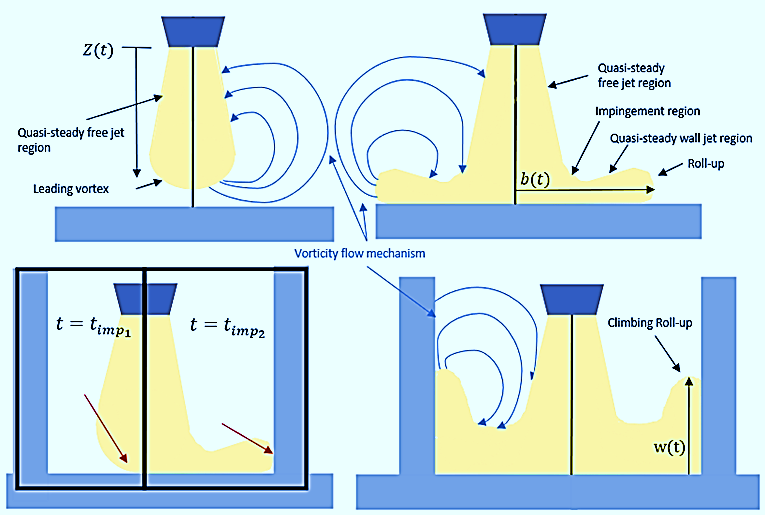 Z(t)
Quasi-steady free jet
region
Leading vortex
Quasi-steady
free jet region
Impingement region
Quasi-steady wall jet region
Roll-up
b(t)
Vorticity flow mechanism
t = t_imp₁
t = t_imp₂
Climbing Roll-up
w(t)